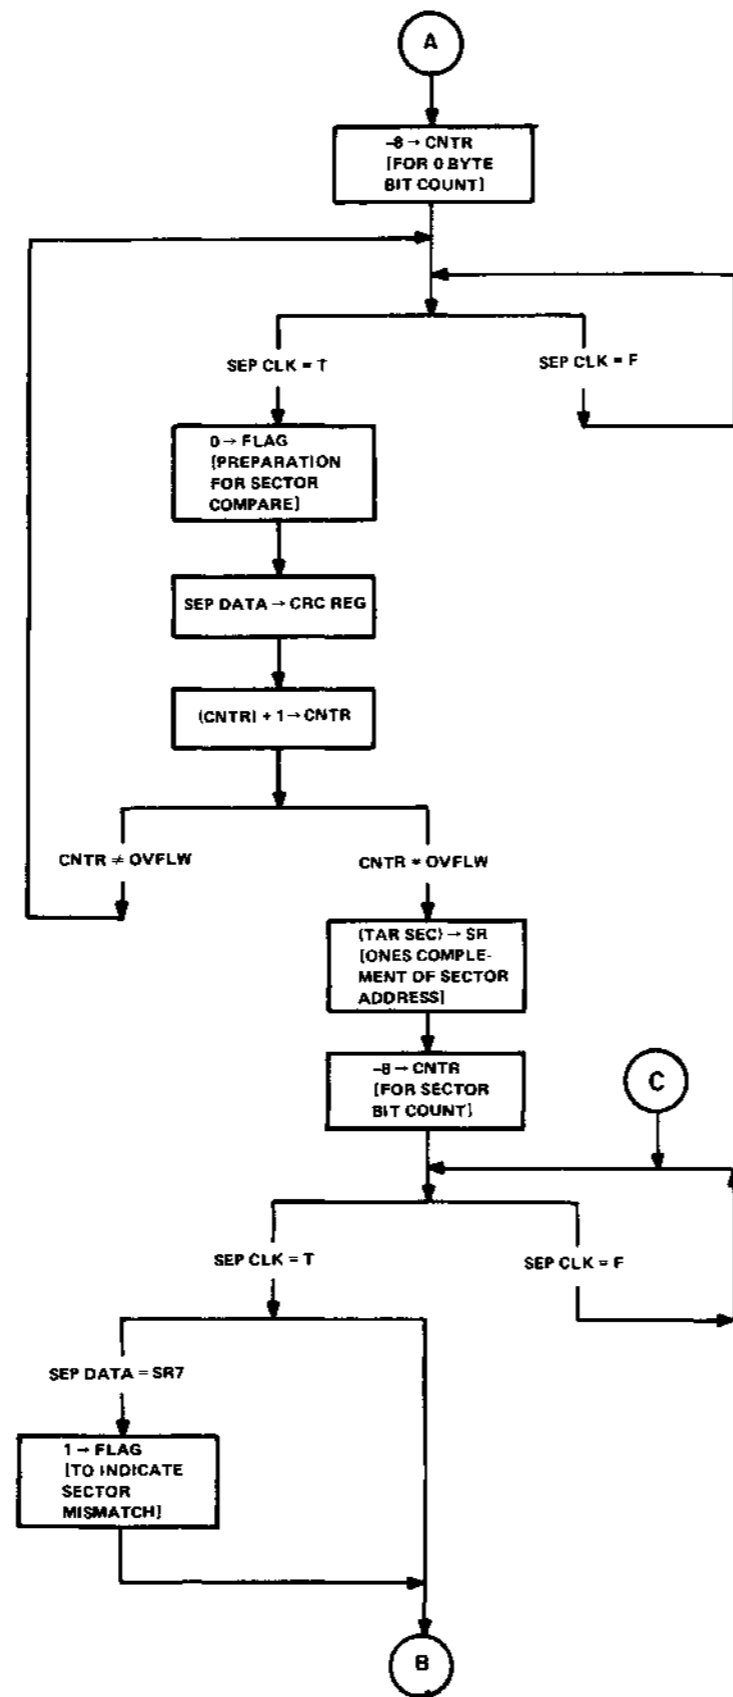 A
–8 → CNTR
[FOR 0 BYTE
BIT COUNT]
SEP CLK = T
SEP CLK = F
0 → FLAG
[PREPARATION
FOR SECTOR
COMPARE]
SEP DATA → CRC REG
(CNTR) + 1 → CNTR
CNTR ≠ OVFLW
CNTR = OVFLW
(TAR SEC) → SR
[ONES COMPLE-
MENT OF SECTOR
ADDRESS]
–8 → CNTR
[FOR SECTOR
BIT COUNT]
C
SEP CLK = T
SEP CLK = F
SEP DATA = SR7
1 → FLAG
[TO INDICATE
SECTOR
MISMATCH]
B